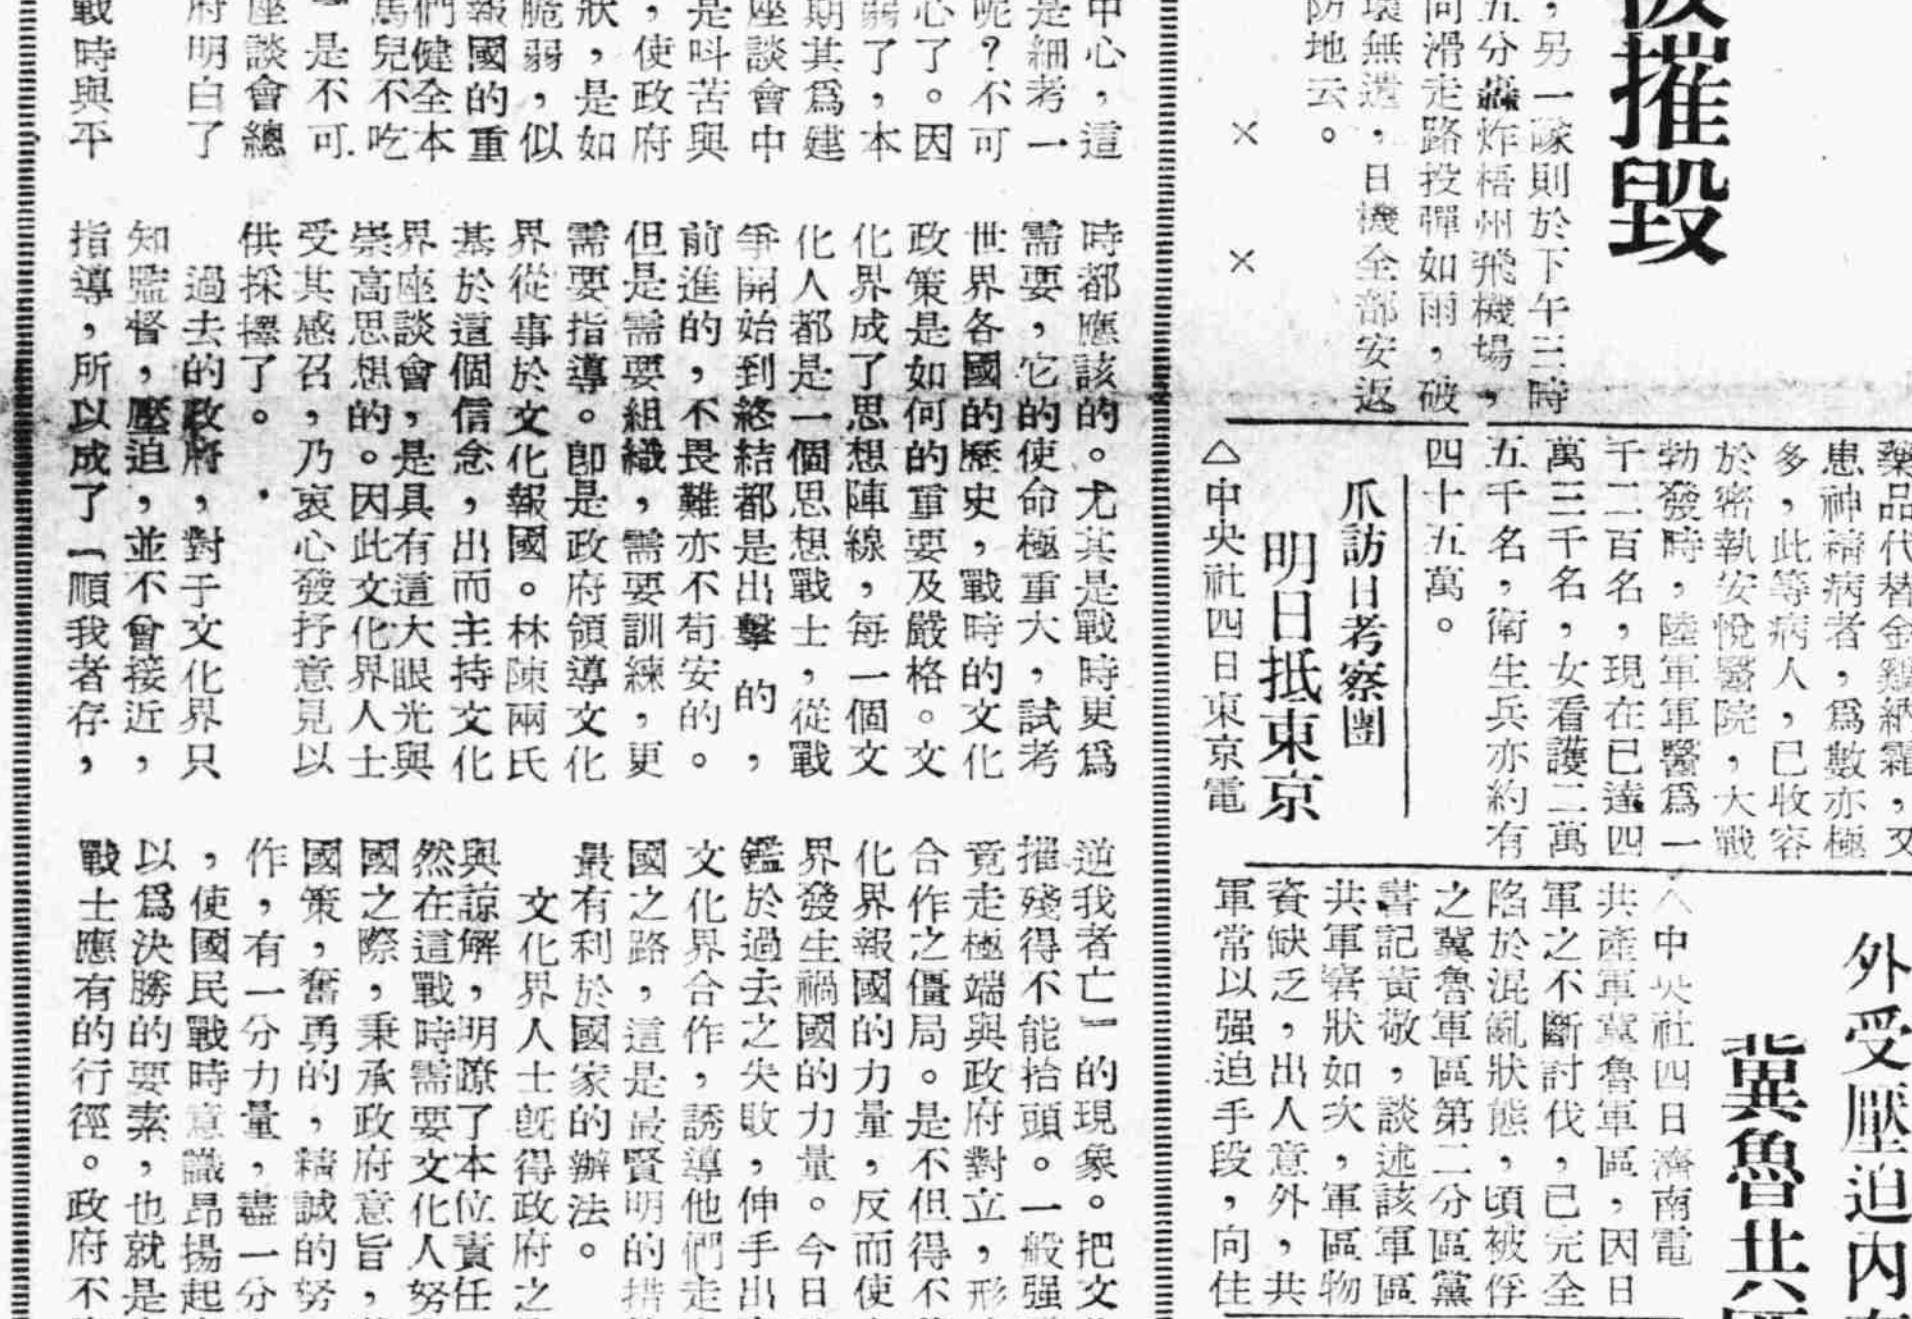 摧毀
，另一隊則於下午三時
五分轟炸梧州飛機場，
向滑走路投彈如雨，破
壞無遺，日機全部安返
防地云。
××
藥品代替金鷄納霜，又
患神精病者，爲數亦極
多，此等病人，已收容
於密執安悅醫院，大戰
勃發時，陸軍軍醫爲一
千二百名，現在已達四
萬三千名，女看護二萬
五千名，衛生兵亦約有
四十五萬。
爪訪日考察團
明日抵東京
△中央社四日東京電
外受壓迫内
冀魯共
△中央社四日濟南電
共產軍冀魯軍區，因日
軍之不斷討伐，已完全
陷於混亂狀態，頃被俘
之冀魯軍區第二分區黨
書記黃敬，談述該軍區
共軍窘狀如次，軍區物
資缺乏，出人意外，共
軍常以强迫手段，向住
中心，這
是細考一
呢？不可
心了。因
弱了，本
期其爲建
座談會中
是呌苦與
，使政府
狀，是如
脆弱，似
報國的重
們健全本
馬兒不吃
「是不可
座談會總
府明白了
戰時與平
時都應該的。尤其是戰時更爲
需要，它的使命極重大，試考
世界各國的歷史，戰時的文化
政策是如何的重要及嚴格。文
化界成了思想陣線，每一個文
化人都是一個思想戰士，從戰
爭開始到終結都是出擊的，
前進的，不畏難亦不茍安的。
但是需要組織，需要訓練，更
需要指導。卽是政府領導文化
界從事於文化報國。林陳兩氏
基於這個信念，出而主持文化
界座談會，是具有這大眼光與
崇高思想的。因此文化界人士
受其感召，乃衷心發抒意見以
供採擇了。
過去的政府，對于文化界只
知監督，壓迫，並不會接近，
指導，所以成了「順我者存，
逆我者亡」的現象。把文
摧殘得不能抬頭。一般强
竟走極端與政府對立，形
合作之僵局。是不但得不
化界報國的力量，反而使
界發生禍國的力量。今日
鑑於過去之失敗，伸手出
文化界合作，誘導他們走
國之路，這是最賢明的措
最有利於國家的辦法。
文化界人士旣得政府之
與諒解，明瞭了本位責任
然在這戰時需要文化人努
國之際，秉承政府意旨，
國策，奮勇的，精誠的努
作，有一分力量，盡一分
，使國民戰時意識昂揚起
以爲決勝的要素，也就是
戰士應有的行徑。政府不